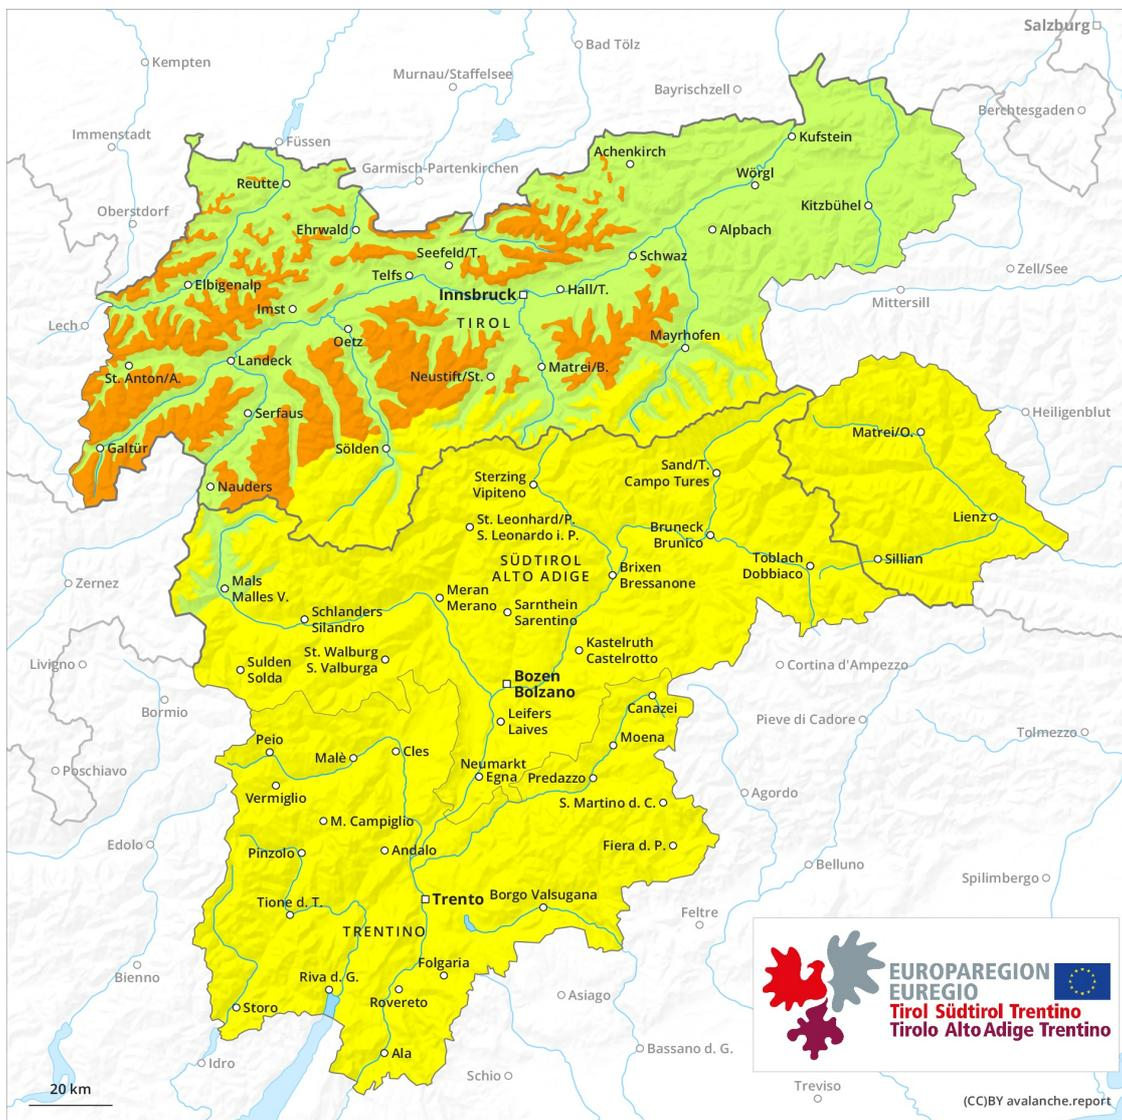 Salzburg
Bad Tölz
Kempten
Murnau/Staffelsee
Bayrischzell
Berchtesgaden
Immenstadt
Füssen
Kufstein
Achenkirch
Garmisch-Partenkirchen
Wörgl
Reutte
Oberstdorf
Kitzbühel
Ehrwald
Alpbach
Seefeld/T.
Schwaz
Zell/See
Telfs
Elbigenalp
Innsbruck
Hall/T.
Mittersill
Imst
Lech
TIROL
Oetz
Mayrhofen
Landeck
Matrei/B.
St. Anton/A.
Neustift/St.
Serfaus
Heiligenblut
Matrei/O.
Galtür
Sölden
Sand/T.
Campo Tures
Sterzing
Vipiteno
Nauders
Lienz
St. Leonhard/P.
S. Leonardo i. P.
Bruneck
Brunico
SÜDTIROL
ALTO ADIGE
Toblach
Dobbiaco
Sillian
Brixen
Bressanone
Zernez
Mals
Malles V.
Meran
Merano
Schlanders
Silandro
Sarnthein
Sarentino
St. Walburg
S. Valburga
Kastelruth
Castelrotto
Livigno
Sulden
Solda
Cortina d'Ampezzo
Bozen
Bolzano
Bormio
Canazei
Leifers
Laives
Pieve di Cadore
Tolmezzo
Moena
Peio
Cles
Malè
Poschiavo
Neumarkt
Egna
Predazzo
Vermiglio
Agordo
S. Martino d. C.
M. Campiglio
Edolo
Pinzolo
Andalo
Fiera d. P.
Belluno
Spilimbergo
Trento
Borgo Valsugana
Tione d. T.
Feltre
TRENTINO
Folgaria
Bienno
Riva d. G.
Rovereto
Asiago
Storo
Ala
Bassano d. G.
Idro
Schio
Treviso
EUROPAREGION
EUREGIO
Tirol Südtirol Trentino
Tirolo Alto Adige Trentino
20 km
(CC)BY avalanche.report